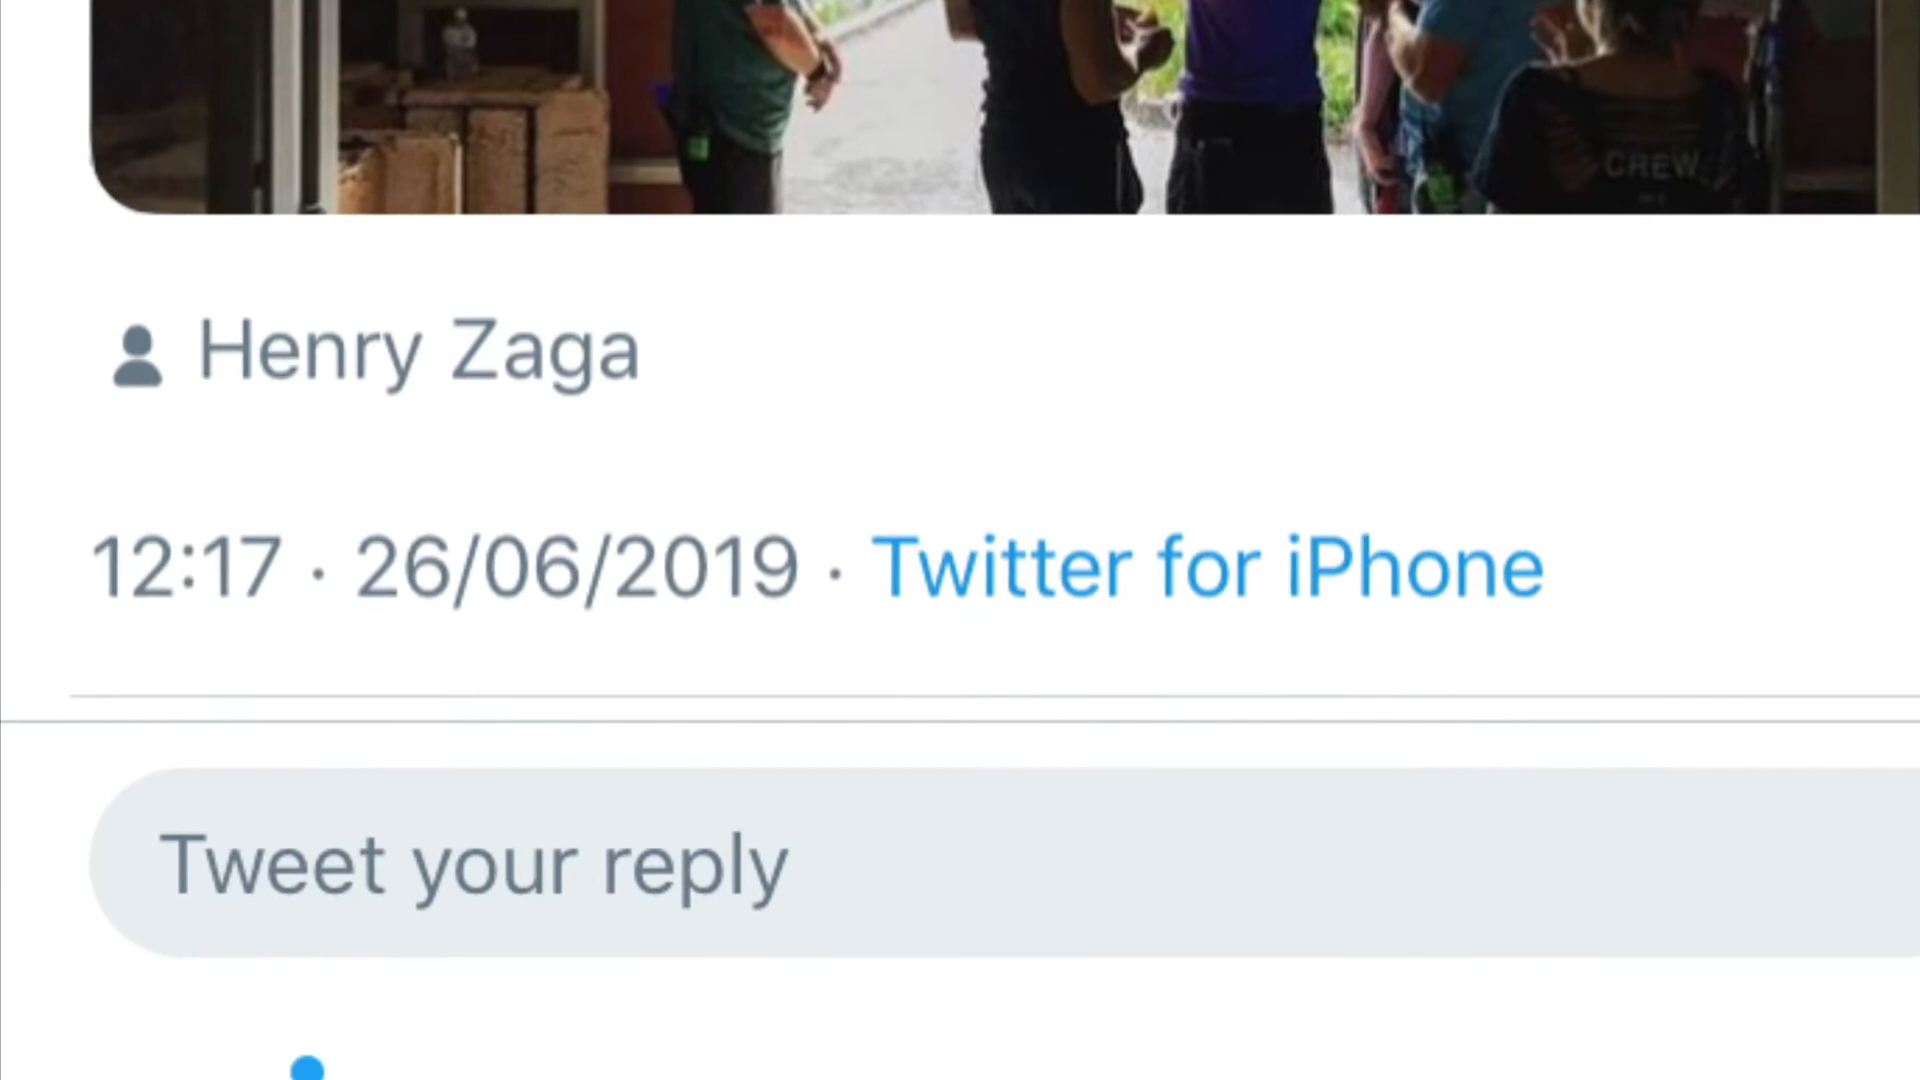 CREW
Henry Zaga
12:17 · 26/06/2019 · Twitter for iPhone
Tweet your reply